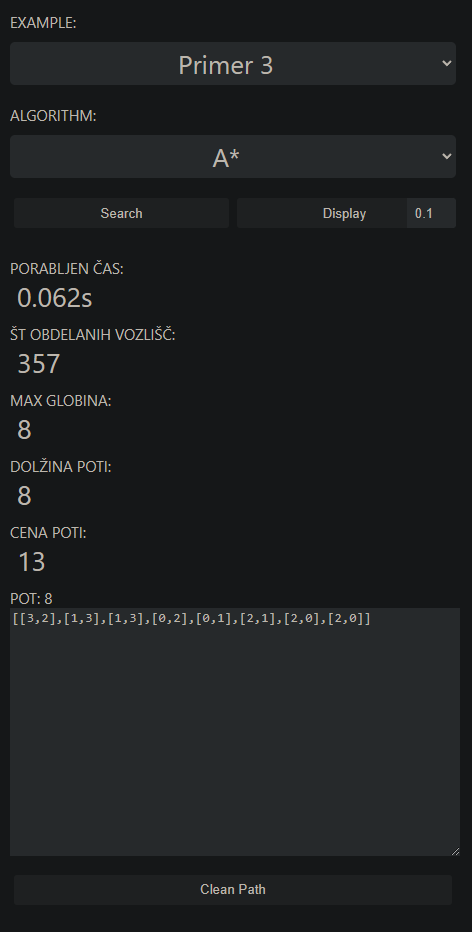 EXAMPLE:
Primer 3
ALGORITHM:
A*
Search Display 0.1
PORABLJEN ČAS:
0.062s
ŠT OBDELANIH VOZLIŠČ:
357
MAX GLOBINA:
8
DOLŽINA POTI:
8
CENA POTI:
13
POT: 8
[[3,2],[1,3],[1,3],[0,2],[0,1],[2,1],[2,0],[2,0]]
Clean Path